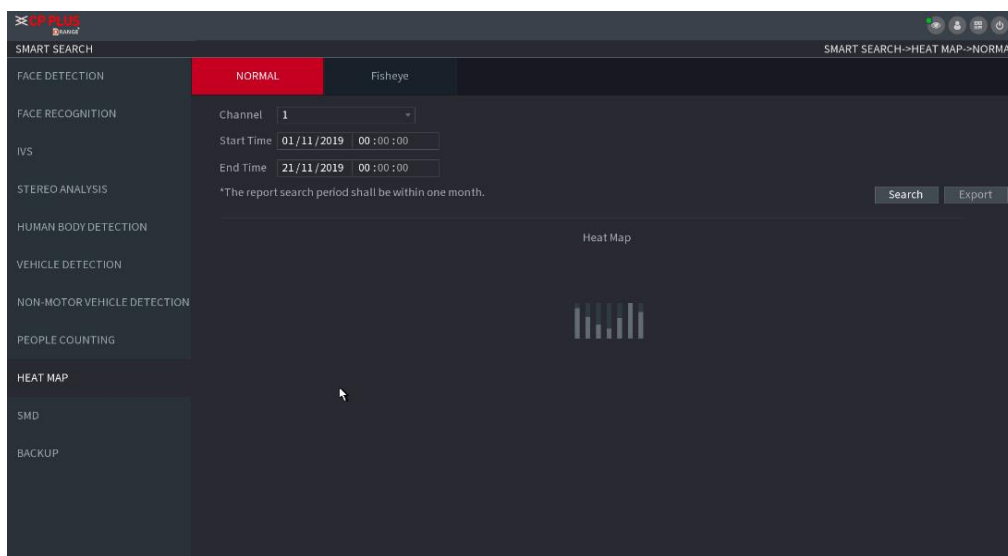 CP PLUS
ORANGE
SMART SEARCH
SMART SEARCH->HEAT MAP->NORMA
FACE DETECTION
FACE RECOGNITION
IVS
STEREO ANALYSIS
HUMAN BODY DETECTION
VEHICLE DETECTION
NON-MOTOR VEHICLE DETECTION
PEOPLE COUNTING
HEAT MAP
SMD
BACKUP
NORMAL
Fisheye
Channel 1
Start Time 01/11/2019 00:00:00
End Time 21/11/2019 00:00:00
*The report search period shall be within one month.
Search
Export
Heat Map